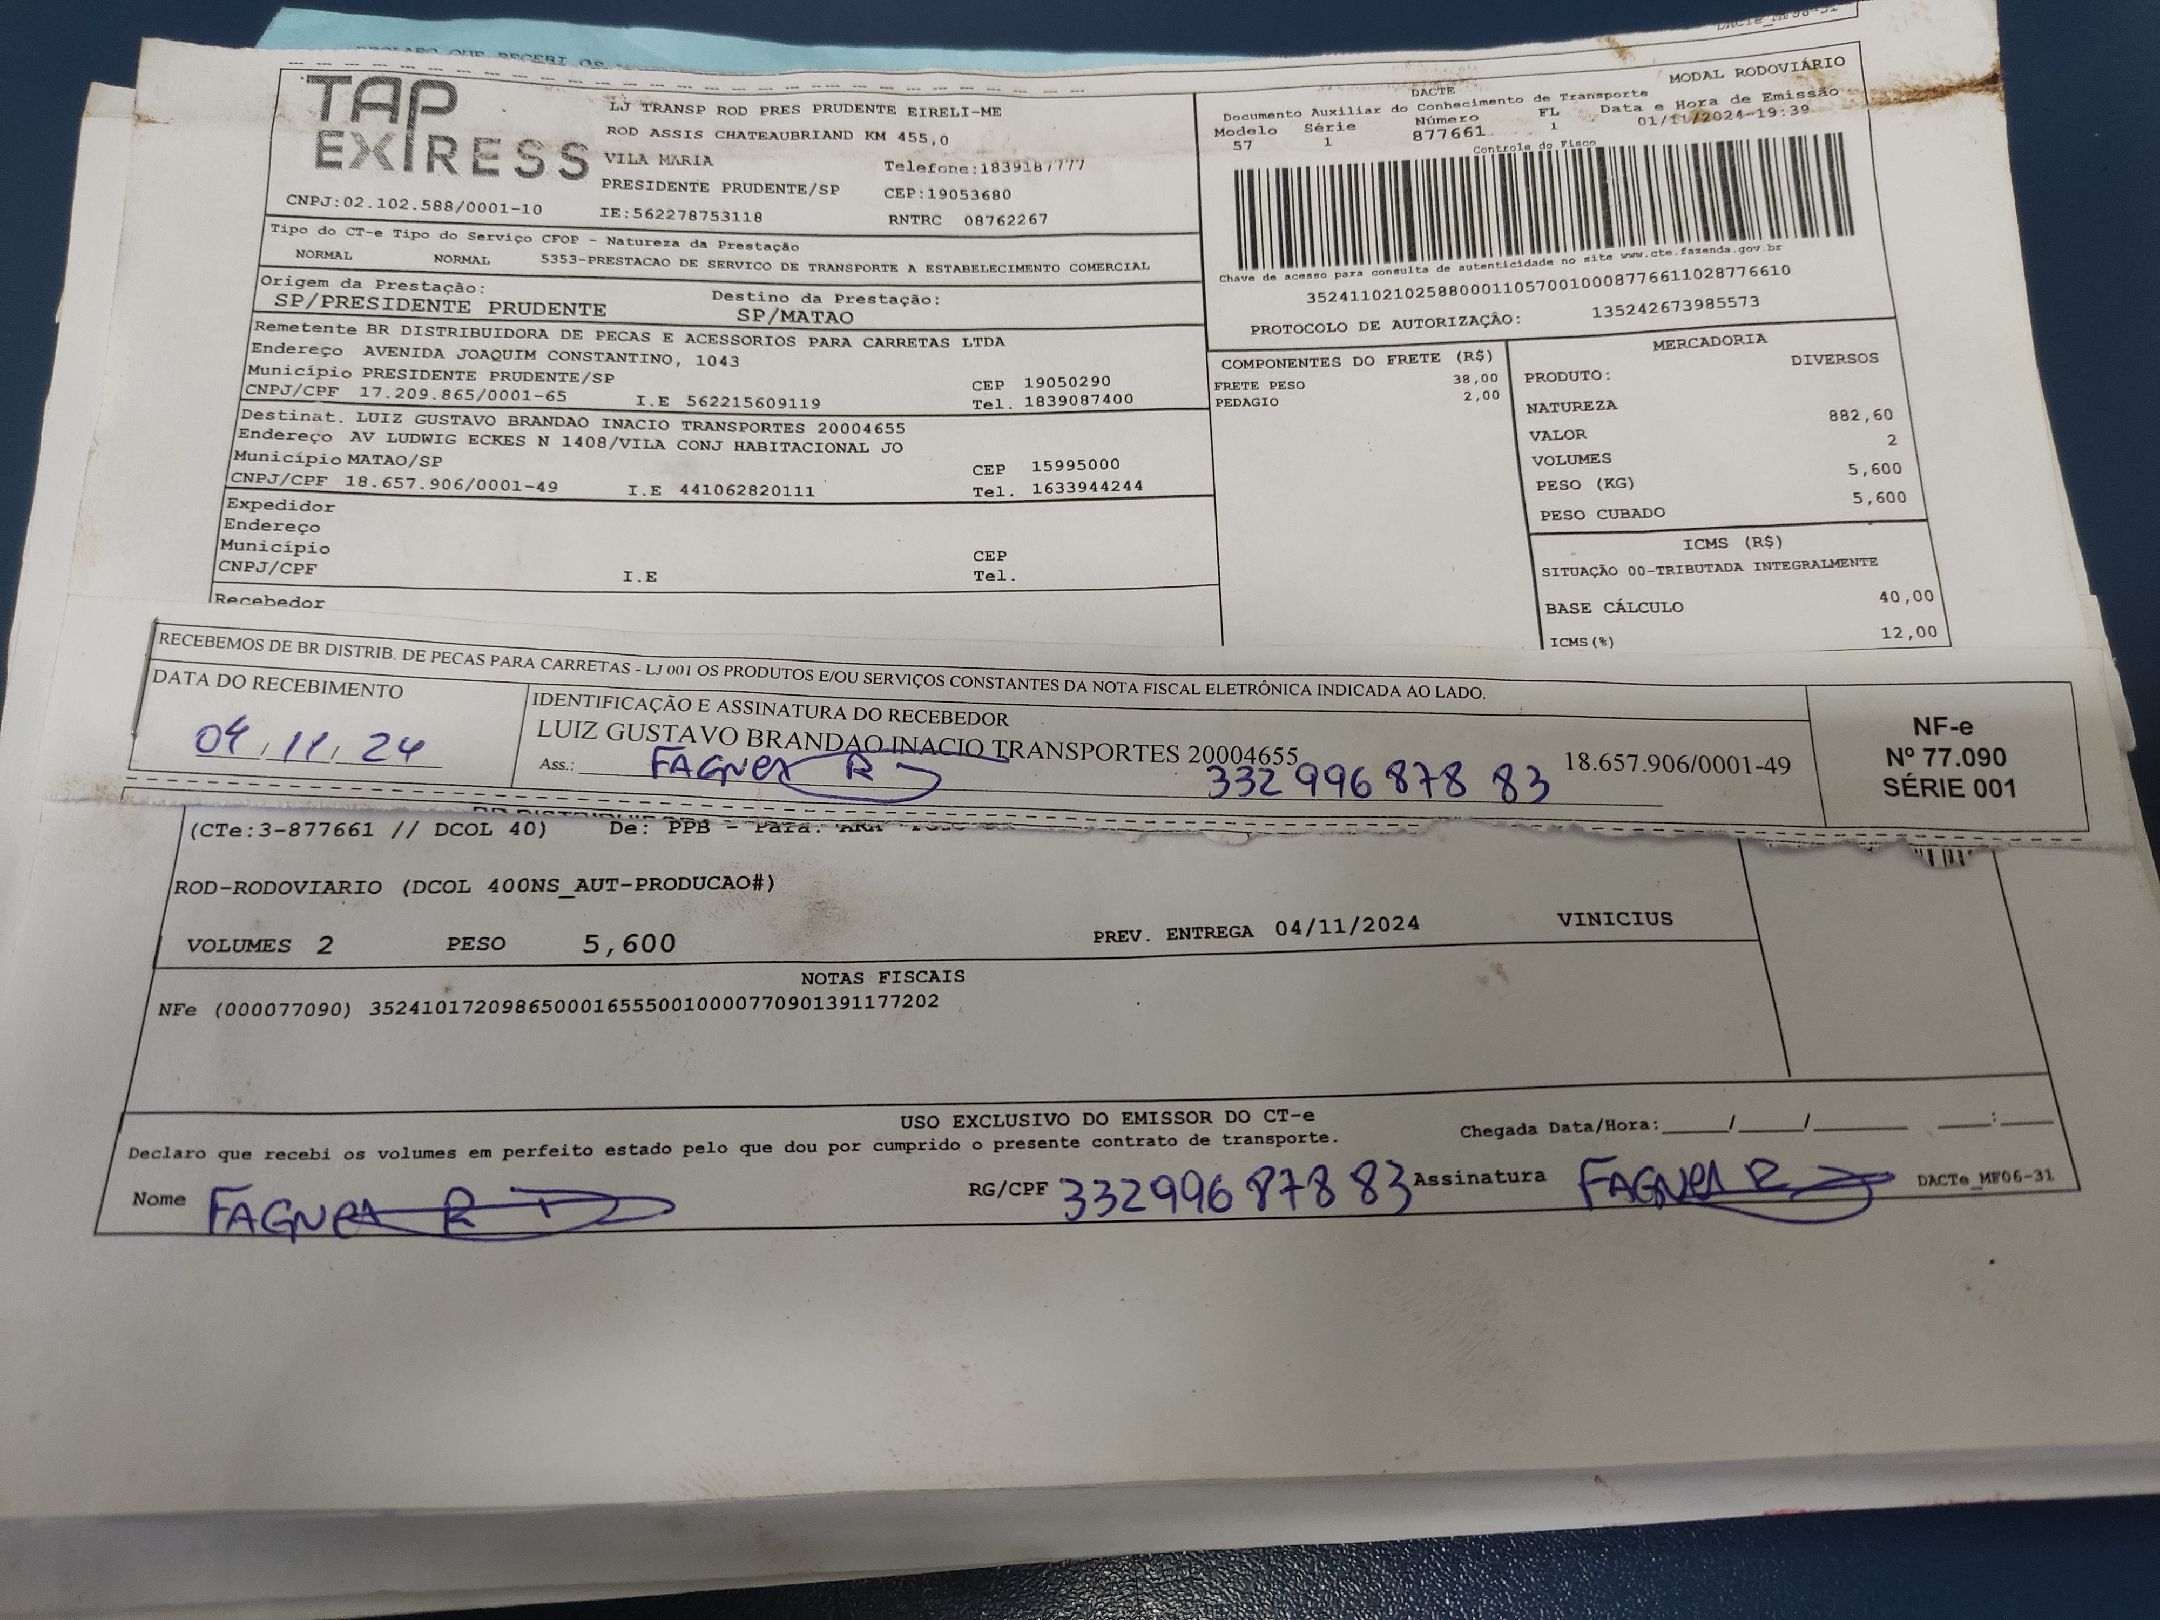 DECLARO QUE RECEBI OS
DACTe_MF06-31
TAP
EXPRESS
CNPJ:02.102.588/0001-10
LJ TRANSP ROD PRES PRUDENTE EIRELI-ME
ROD ASSIS CHATEAUBRIAND KM 455,0
VILA MARIA Telefone:1839187777
PRESIDENTE PRUDENTE/SP CEP:19053680
IE:562278753118 RNTRC 08762267
DACTE MODAL RODOVIÁRIO
Documento Auxiliar do Conhecimento de Transporte
Modelo Série Número FL Data e Hora de Emissão
57 1 877661 1 01/11/2024-19:39
Controle do Fisco
Chave de acesso para consulta de autenticidade no site www.cte.fazenda.gov.br
35241102102588000110570010008776611028776610
PROTOCOLO DE AUTORIZAÇÃO: 135242673985573
Tipo do CT-e Tipo do Serviço CFOP - Natureza da Prestação
NORMAL NORMAL 5353-PRESTACAO DE SERVICO DE TRANSPORTE A ESTABELECIMENTO COMERCIAL
Origem da Prestação: Destino da Prestação:
SP/PRESIDENTE PRUDENTE SP/MATAO
Remetente BR DISTRIBUIDORA DE PECAS E ACESSORIOS PARA CARRETAS LTDA
Endereço AVENIDA JOAQUIM CONSTANTINO, 1043
Município PRESIDENTE PRUDENTE/SP CEP 19050290
CNPJ/CPF 17.209.865/0001-65 I.E 562215609119 Tel. 1839087400
Destinat. LUIZ GUSTAVO BRANDAO INACIO TRANSPORTES 20004655
Endereço AV LUDWIG ECKES N 1408/VILA CONJ HABITACIONAL JO
Município MATAO/SP CEP 15995000
CNPJ/CPF 18.657.906/0001-49 I.E 441062820111 Tel. 1633944244
Expedidor
Endereço
Município CEP
CNPJ/CPF I.E Tel.
Recebedor
COMPONENTES DO FRETE (R$)
FRETE PESO 38,00
PEDAGIO 2,00
MERCADORIA
PRODUTO: DIVERSOS
NATUREZA
VALOR 882,60
VOLUMES 2
PESO (KG) 5,600
PESO CUBADO 5,600
ICMS (R$)
SITUAÇÃO 00-TRIBUTADA INTEGRALMENTE
BASE CÁLCULO 40,00
ICMS(%) 12,00
RECEBEMOS DE BR DISTRIB. DE PECAS PARA CARRETAS - LJ 001 OS PRODUTOS E/OU SERVIÇOS CONSTANTES DA NOTA FISCAL ELETRÔNICA INDICADA AO LADO.
DATA DO RECEBIMENTO
04/11/24
IDENTIFICAÇÃO E ASSINATURA DO RECEBEDOR
LUIZ GUSTAVO BRANDAO INACIO TRANSPORTES 20004655 18.657.906/0001-49
Ass.: FAGNER R 332 996 878 83
NF-e
Nº 77.090
SÉRIE 001
(CTe:3-877661 // DCOL 40) De: PPB - Para: ARA
ROD-RODOVIARIO (DCOL 400NS_AUT-PRODUCAO#)
VOLUMES 2 PESO 5,600 PREV. ENTREGA 04/11/2024 VINICIUS
NOTAS FISCAIS
NFe (000077090) 35241017209865000165550010000770901391177202
USO EXCLUSIVO DO EMISSOR DO CT-e
Declaro que recebi os volumes em perfeito estado pelo que dou por cumprido o presente contrato de transporte.
Chegada Data/Hora:____/____/____ ___:___
Nome FAGNER R RG/CPF 332996 878 83 Assinatura FAGNER R DACTe_MF06-31